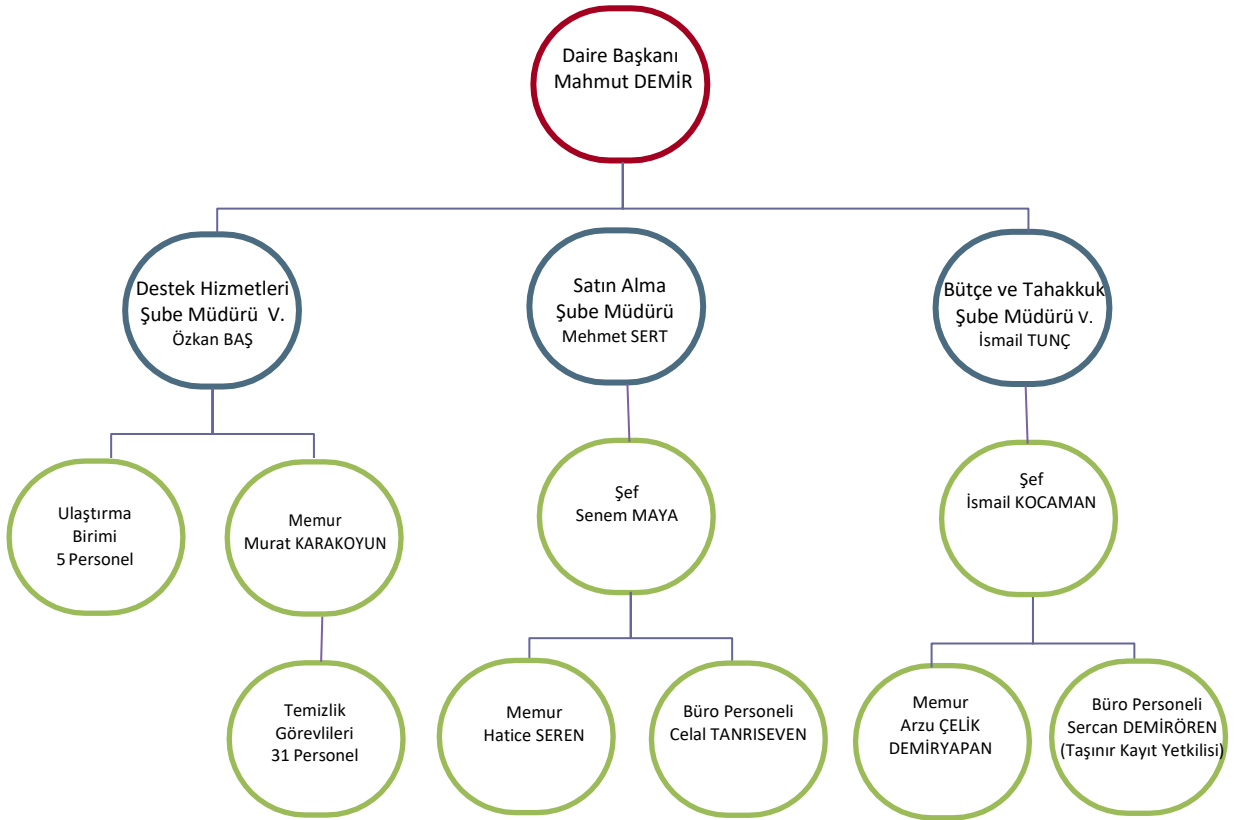 Daire Başkanı
Mahmut DEMİR
Destek Hizmetleri
Şube Müdürü V.
Özkan BAŞ
Satın Alma
Şube Müdürü
Mehmet SERT
Bütçe ve Tahakkuk
Şube Müdürü V.
İsmail TUNÇ
Ulaştırma
Birimi
5 Personel
Memur
Murat KARAKOYUN
Şef
Senem MAYA
Şef
İsmail KOCAMAN
Temizlik
Görevlileri
31 Personel
Memur
Hatice SEREN
Büro Personeli
Celal TANRISEVEN
Memur
Arzu ÇELİK
DEMİRYAPAN
Büro Personeli
Sercan DEMİRÖREN
(Taşınır Kayıt Yetkilisi)